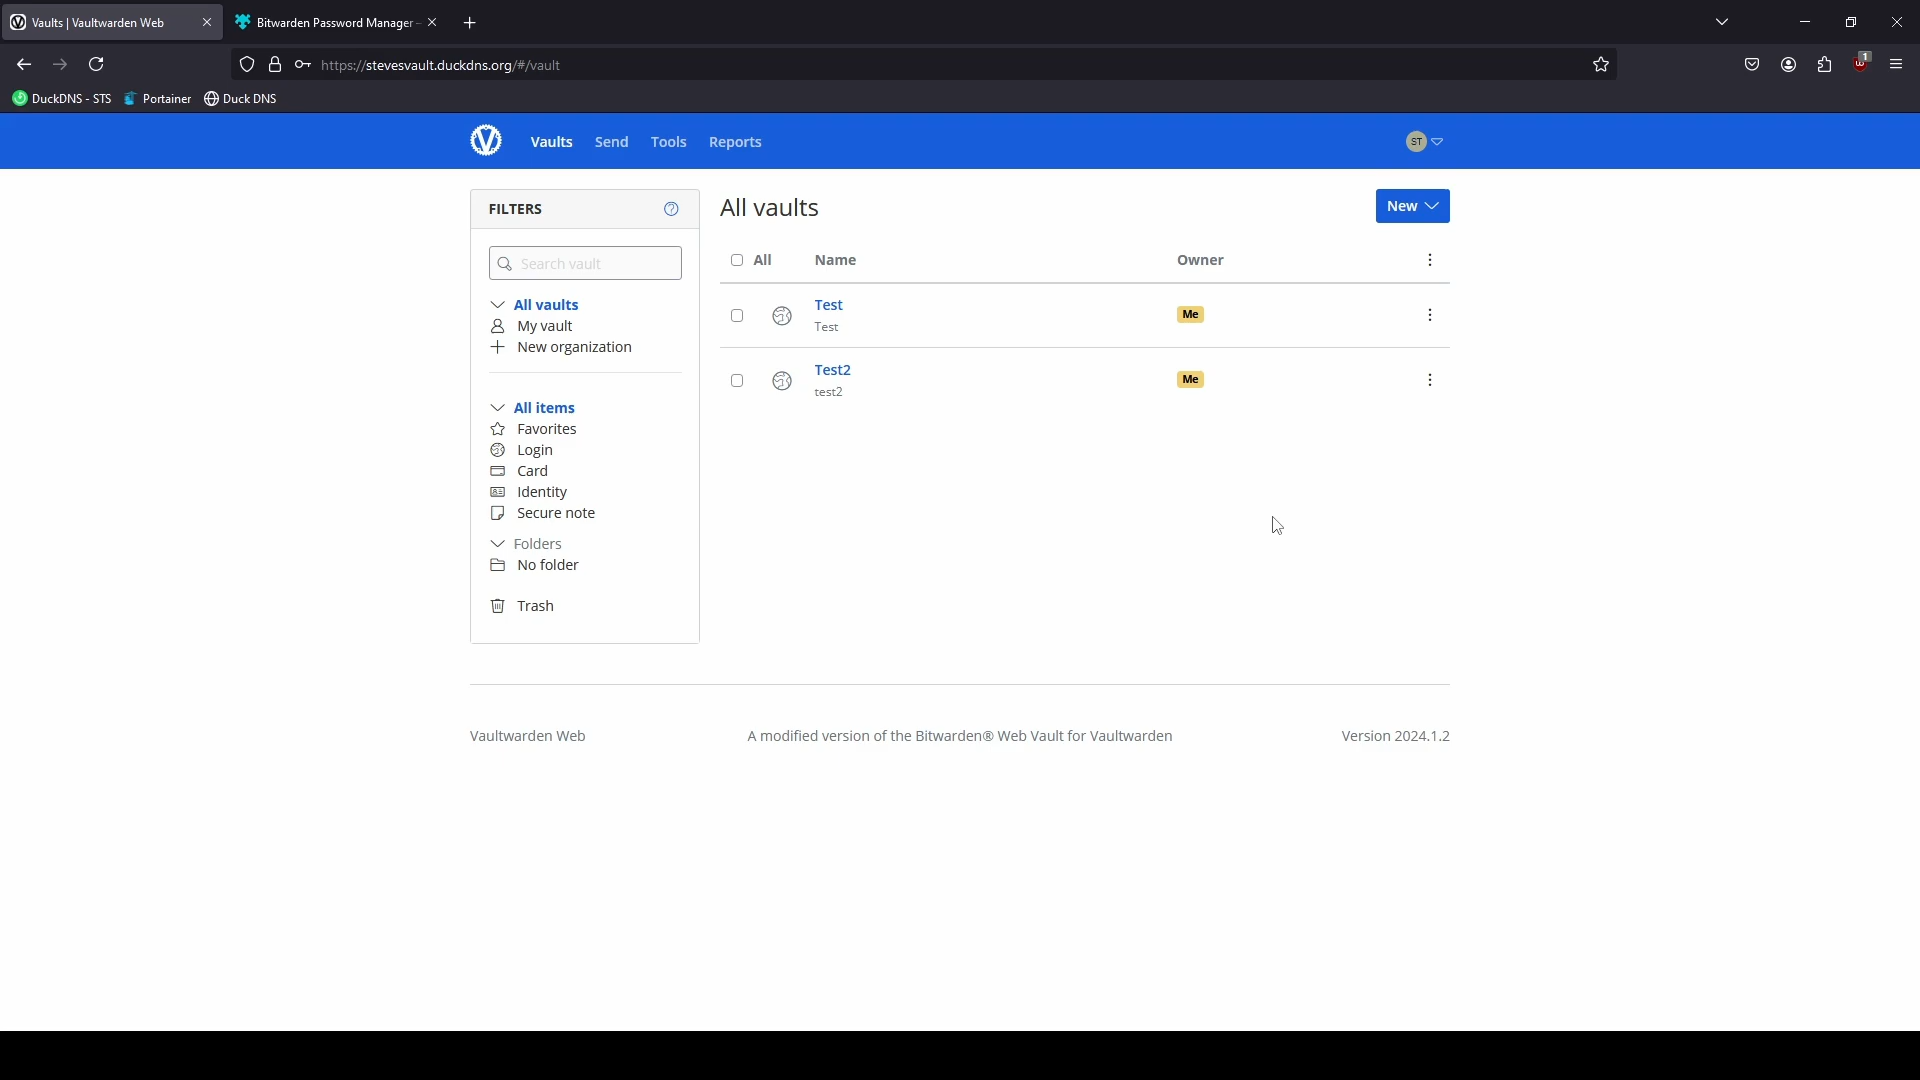 Vaults | Vaultwarden Web
Bitwarden Password Manager -
https://stevesvault.duckdns.org/#/vault
1
DuckDNS - STS
Portainer
Duck DNS
Vaults
Send
Tools
Reports
ST
FILTERS
Search vault
All vaults
My vault
New organization
All items
Favorites
Login
Card
Identity
Secure note
Folders
No folder
Trash
All vaults
New
All Name Owner
Test Me
Test
Test2 Me
test2
Vaultwarden Web
A modified version of the Bitwarden® Web Vault for Vaultwarden
Version 2024.1.2